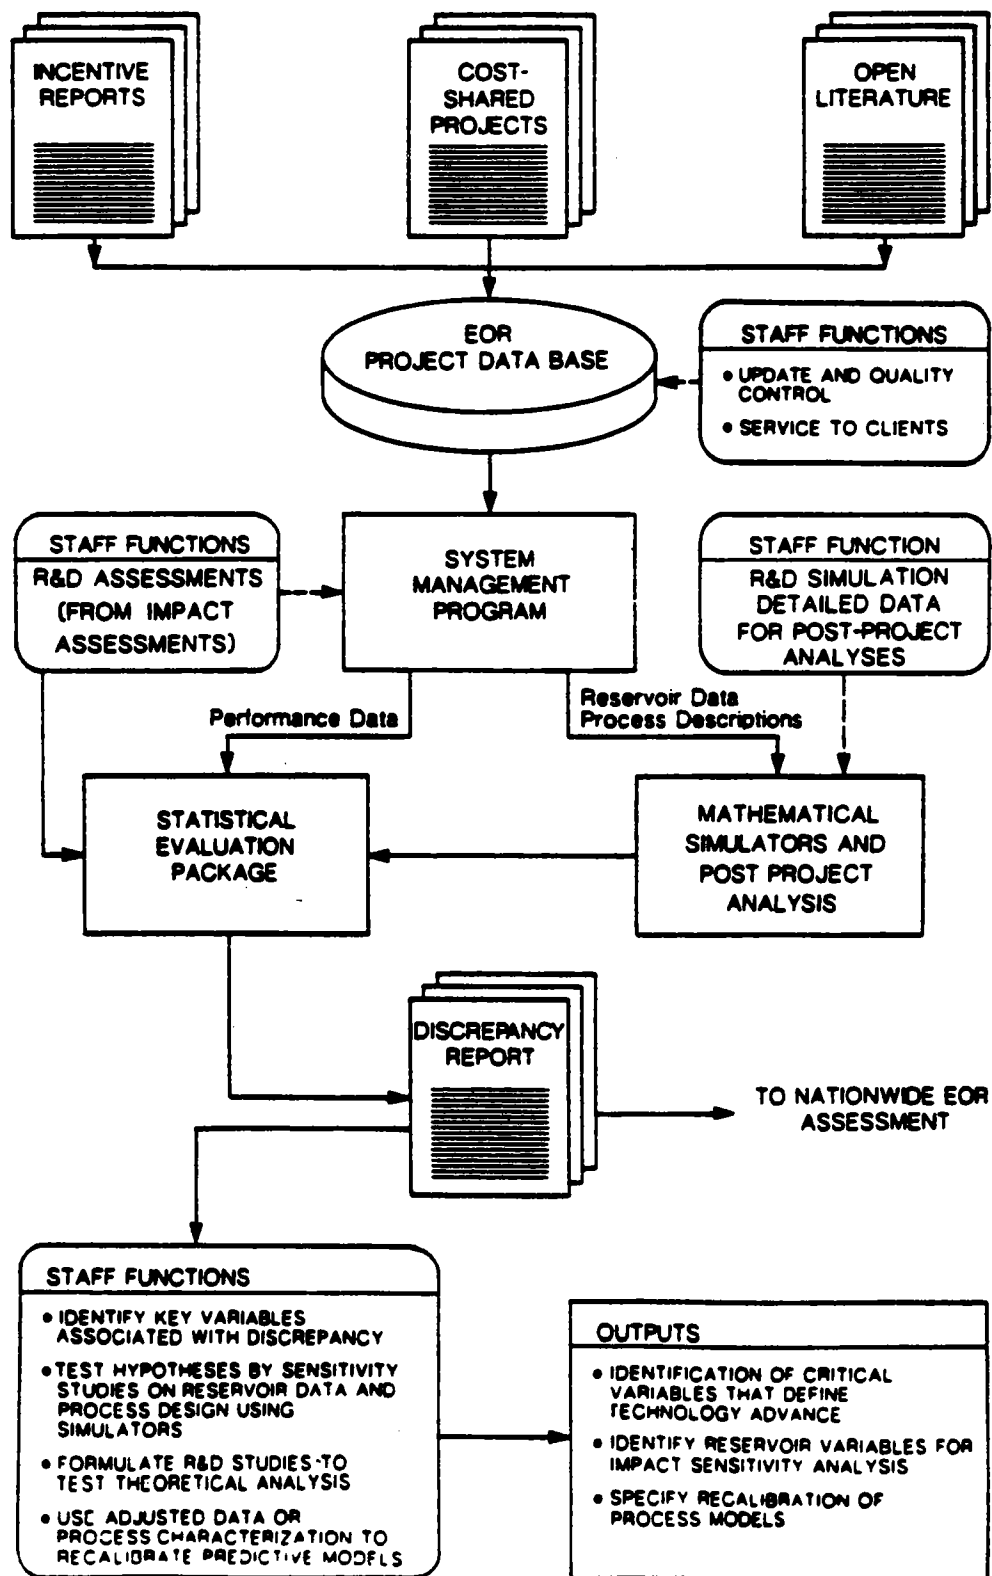 INCENTIVE
REPORTS
COST-
SHARED
PROJECTS
OPEN
LITERATURE
EOR
PROJECT DATA BASE
STAFF FUNCTIONS
• UPDATE AND QUALITY
CONTROL
• SERVICE TO CLIENTS
STAFF FUNCTIONS
R&D ASSESSMENTS
(FROM IMPACT
ASSESSMENTS)
SYSTEM
MANAGEMENT
PROGRAM
STAFF FUNCTION
R&D SIMULATION
DETAILED DATA
FOR POST-PROJECT
ANALYSES
Performance Data
Reservoir Data
Process Descriptions
STATISTICAL
EVALUATION
PACKAGE
MATHEMATICAL
SIMULATORS AND
POST PROJECT
ANALYSIS
DISCREPANCY
REPORT
TO NATIONWIDE EOR
ASSESSMENT
STAFF FUNCTIONS
• IDENTIFY KEY VARIABLES
ASSOCIATED WITH DISCREPANCY
• TEST HYPOTHESES BY SENSITIVITY
STUDIES ON RESERVOIR DATA AND
PROCESS DESIGN USING
SIMULATORS
• FORMULATE R&D STUDIES TO
TEST THEORETICAL ANALYSIS
• USE ADJUSTED DATA OR
PROCESS CHARACTERIZATION TO
RECALIBRATE PREDICTIVE MODELS
OUTPUTS
• IDENTIFICATION OF CRITICAL
VARIABLES THAT DEFINE
TECHNOLOGY ADVANCE
• IDENTIFY RESERVOIR VARIABLES FOR
IMPACT SENSITIVITY ANALYSIS
• SPECIFY RECALIBRATION OF
PROCESS MODELS